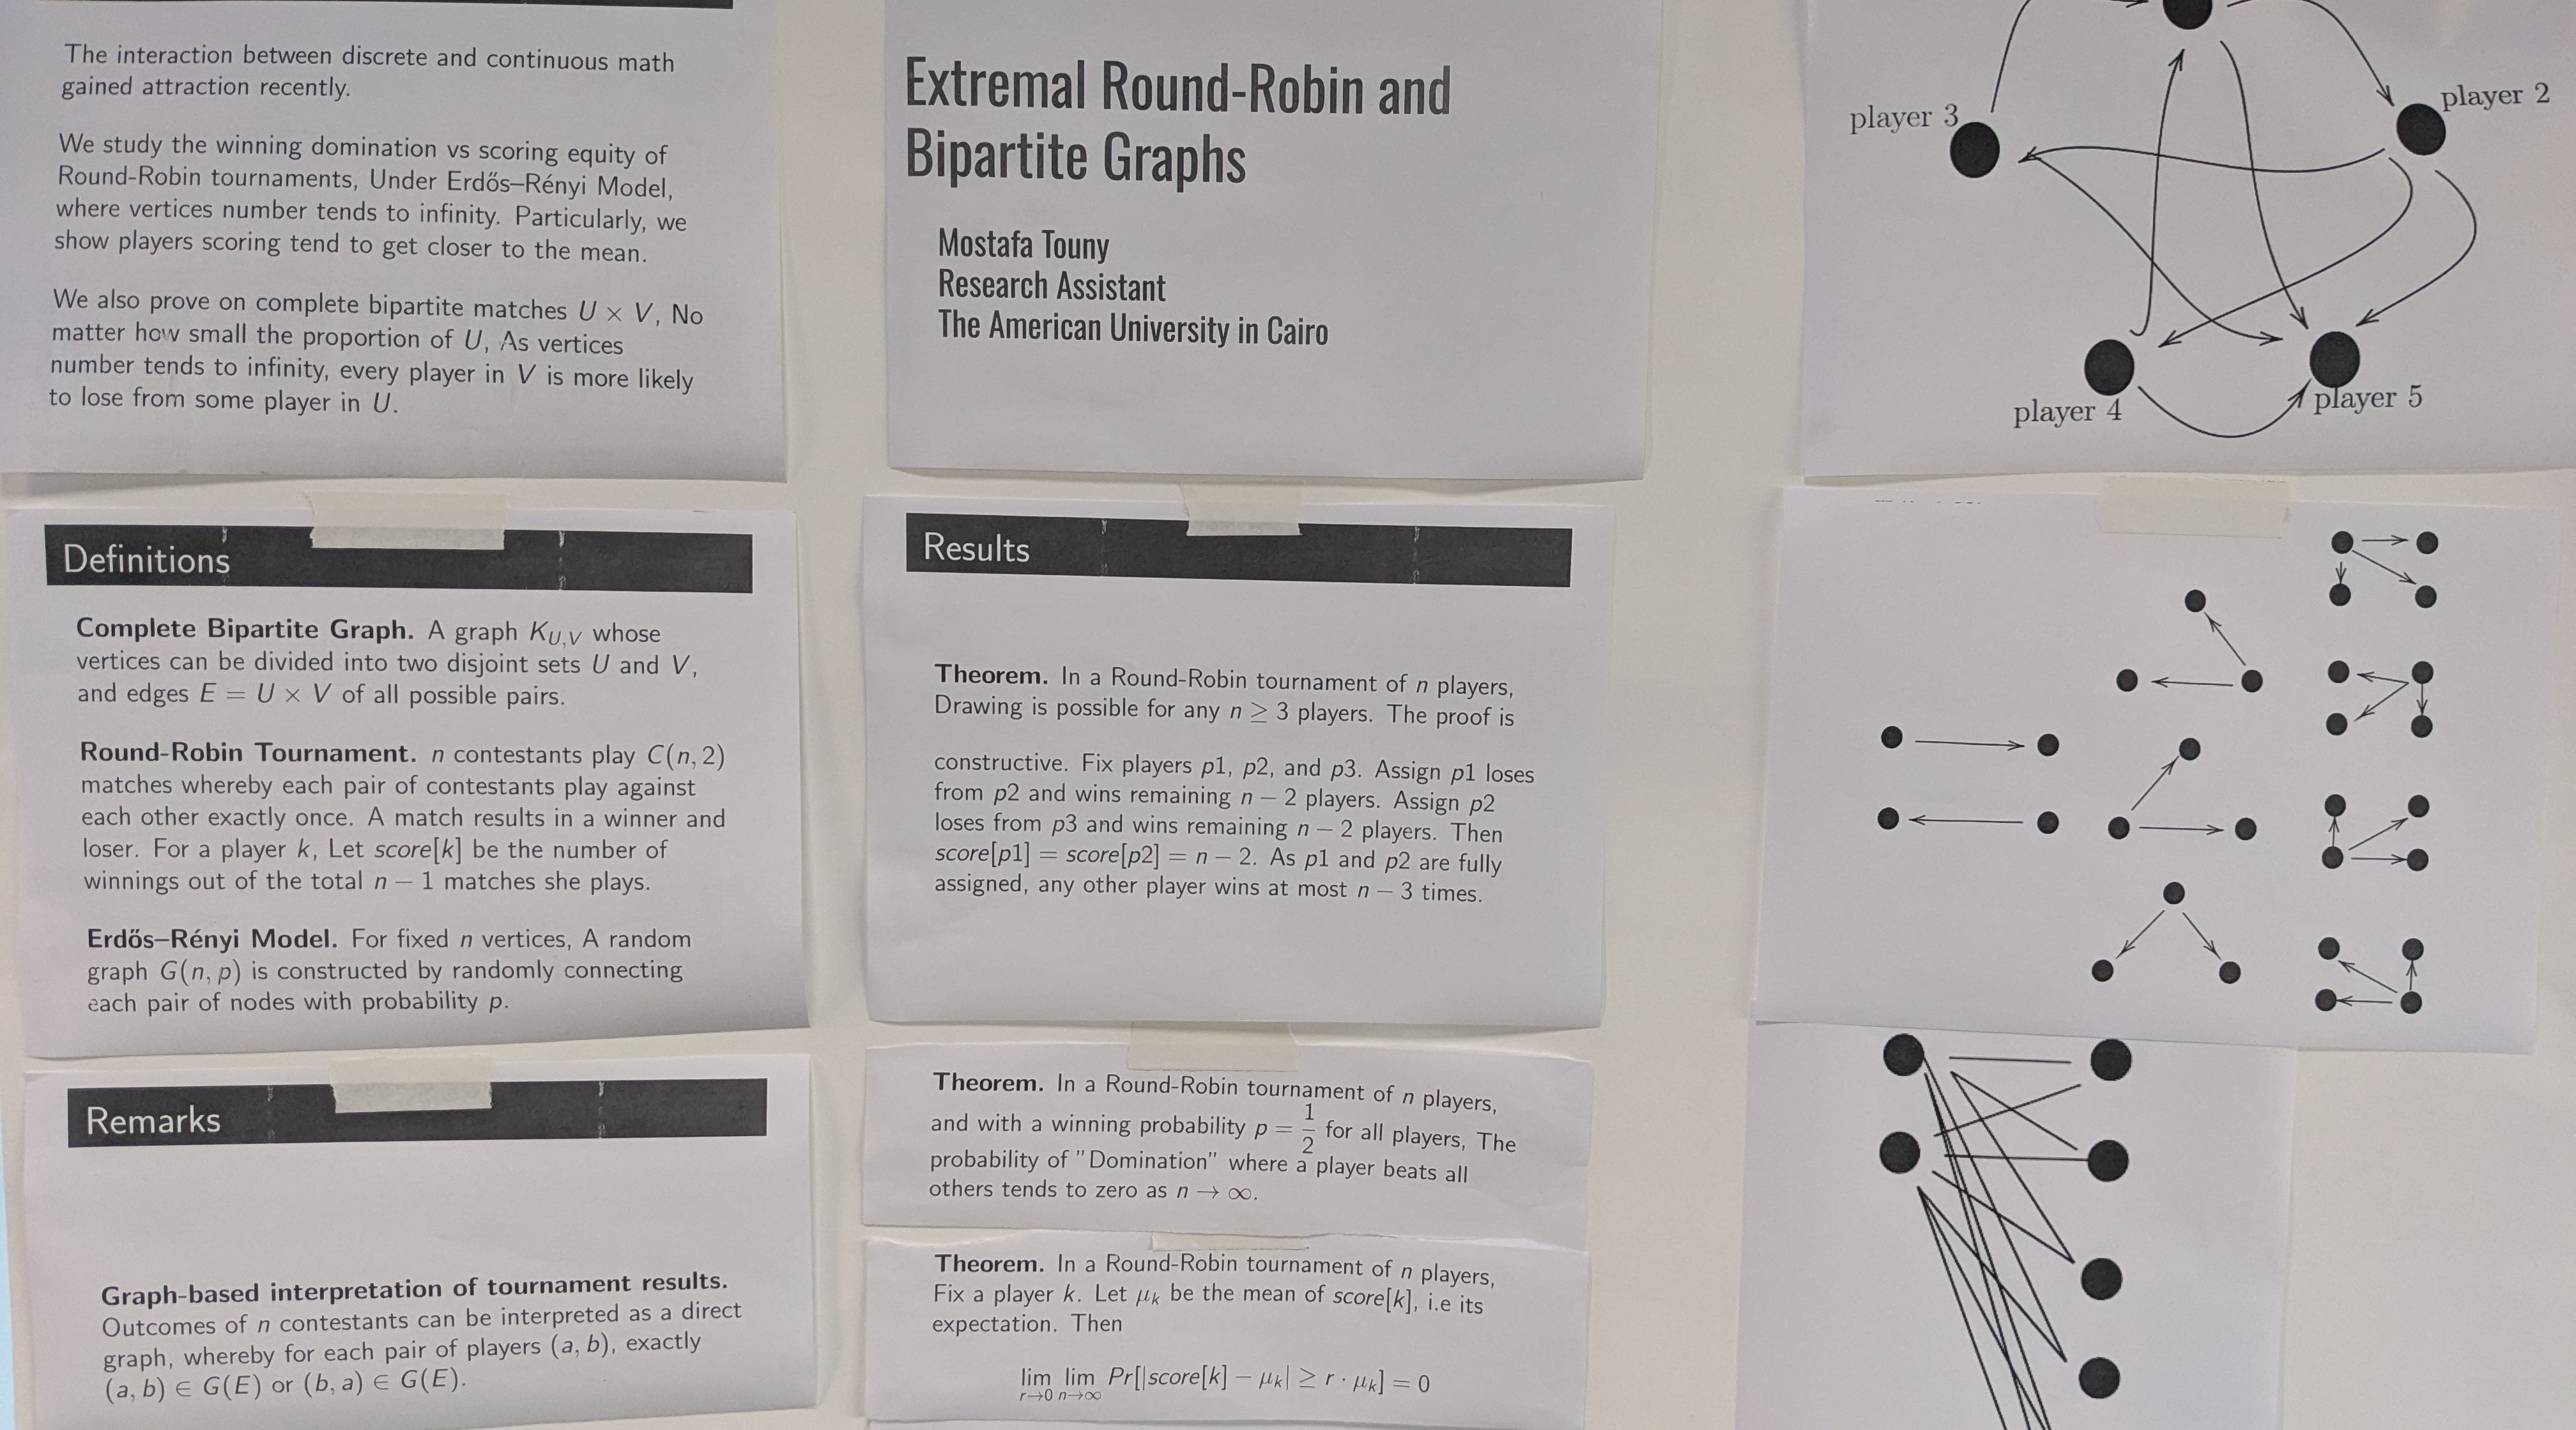 The interaction between discrete and continuous math
gained attraction recently.
We study the winning domination vs scoring equity of
Round-Robin tournaments, Under Erdős–Rényi Model,
where vertices number tends to infinity. Particularly, we
show players scoring tend to get closer to the mean.
We also prove on complete bipartite matches U × V, No
matter how small the proportion of U, As vertices
number tends to infinity, every player in V is more likely
to lose from some player in U.
Definitions
Complete Bipartite Graph. A graph K_{U,V} whose
vertices can be divided into two disjoint sets U and V,
and edges E = U × V of all possible pairs.
Round-Robin Tournament. n contestants play C(n, 2)
matches whereby each pair of contestants play against
each other exactly once. A match results in a winner and
loser. For a player k, Let score[k] be the number of
winnings out of the total n − 1 matches she plays.
Erdős–Rényi Model. For fixed n vertices, A random
graph G(n, p) is constructed by randomly connecting
each pair of nodes with probability p.
Remarks
Graph-based interpretation of tournament results.
Outcomes of n contestants can be interpreted as a direct
graph, whereby for each pair of players (a, b), exactly
(a, b) ∈ G(E) or (b, a) ∈ G(E).
Extremal Round-Robin and
Bipartite Graphs
Mostafa Touny
Research Assistant
The American University in Cairo
Results
Theorem. In a Round-Robin tournament of n players,
Drawing is possible for any n ≥ 3 players. The proof is
constructive. Fix players p1, p2, and p3. Assign p1 loses
from p2 and wins remaining n − 2 players. Assign p2
loses from p3 and wins remaining n − 2 players. Then
score[p1] = score[p2] = n − 2. As p1 and p2 are fully
assigned, any other player wins at most n − 3 times.
Theorem. In a Round-Robin tournament of n players,
and with a winning probability p = 1/2 for all players, The
probability of "Domination" where a player beats all
others tends to zero as n → ∞.
Theorem. In a Round-Robin tournament of n players,
Fix a player k. Let μ_k be the mean of score[k], i.e its
expectation. Then
lim_{r→0} lim_{n→∞} Pr[|score[k] − μ_k| ≥ r · μ_k] = 0
player 2
player 3
player 5
player 4